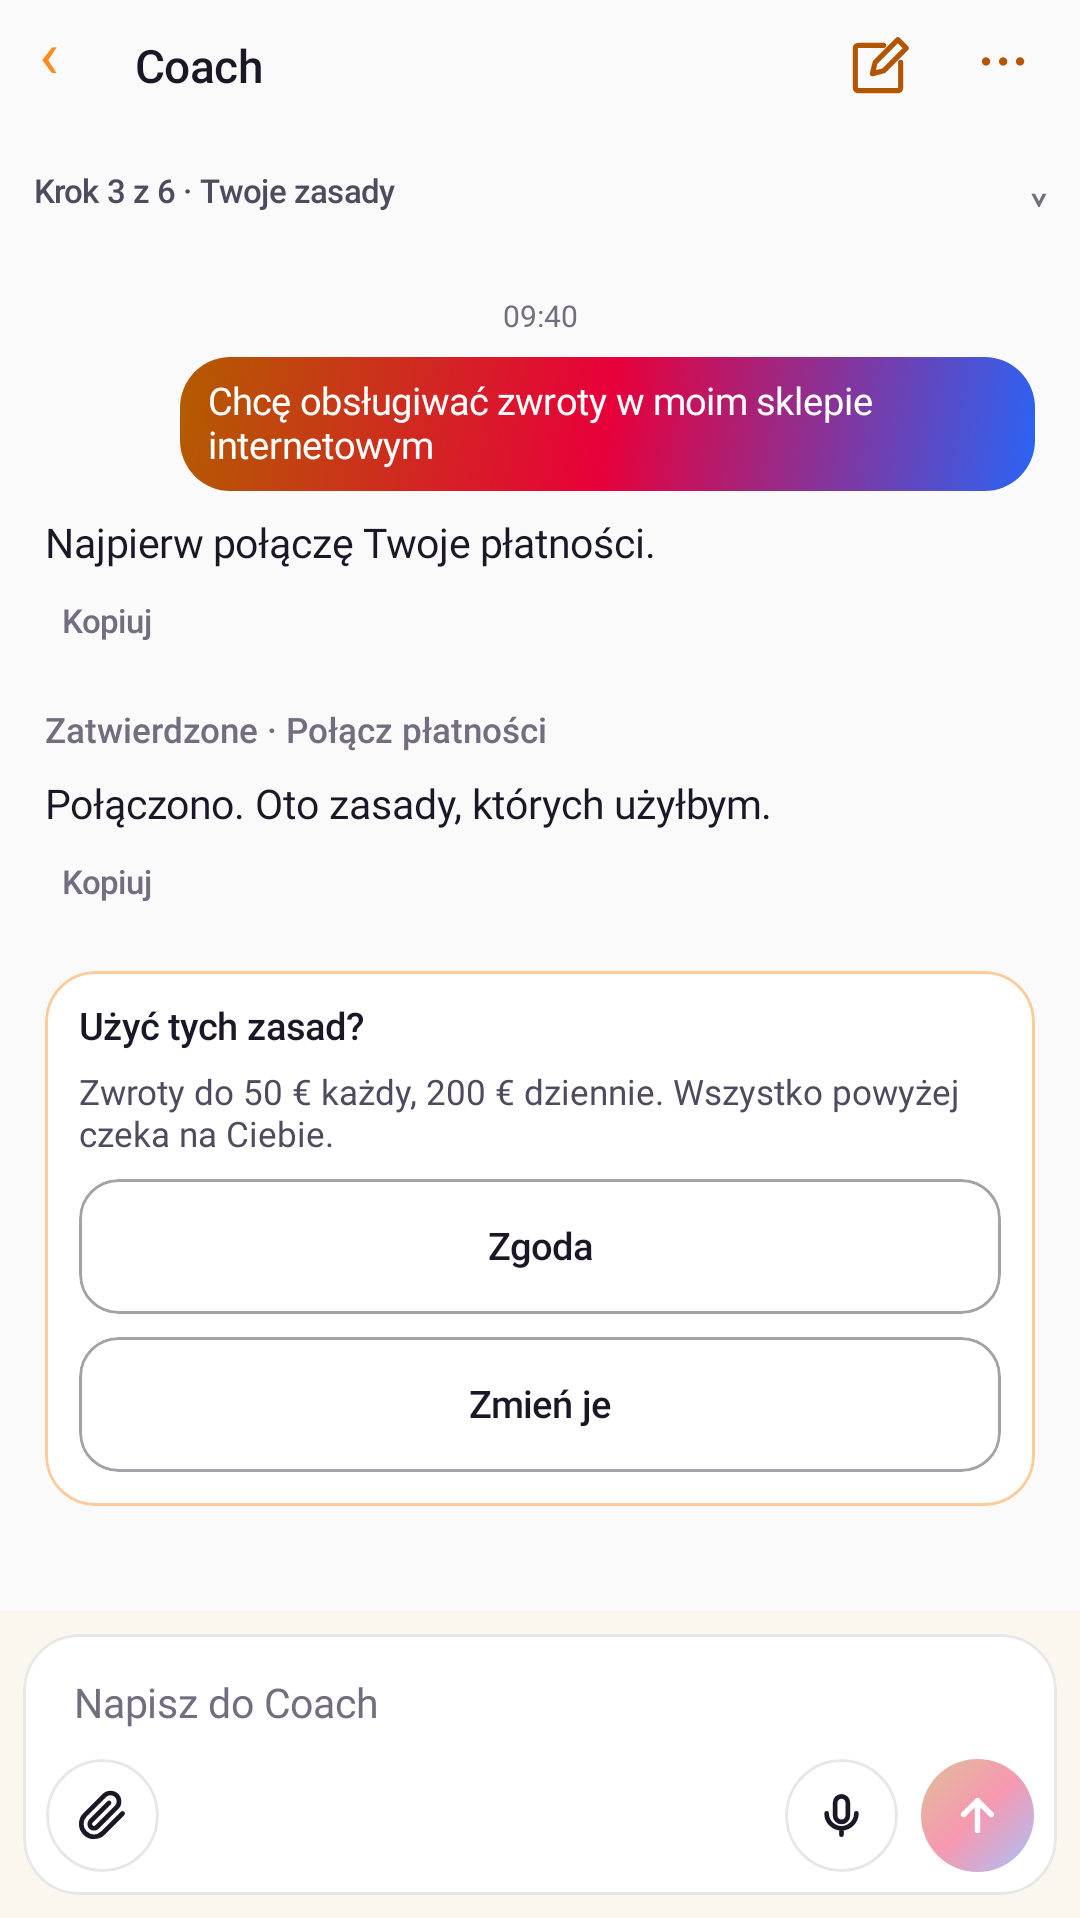 Coach
Krok 3 z 6 · Twoje zasady
09:40
Chcę obsługiwać zwroty w moim sklepie
internetowym
Najpierw połączę Twoje płatności.
Kopiuj
Zatwierdzone · Połącz płatności
Połączono. Oto zasady, których użyłbym.
Kopiuj
Użyć tych zasad?
Zwroty do 50 € każdy, 200 € dziennie. Wszystko powyżej
czeka na Ciebie.
Zgoda
Zmień je
Napisz do Coach